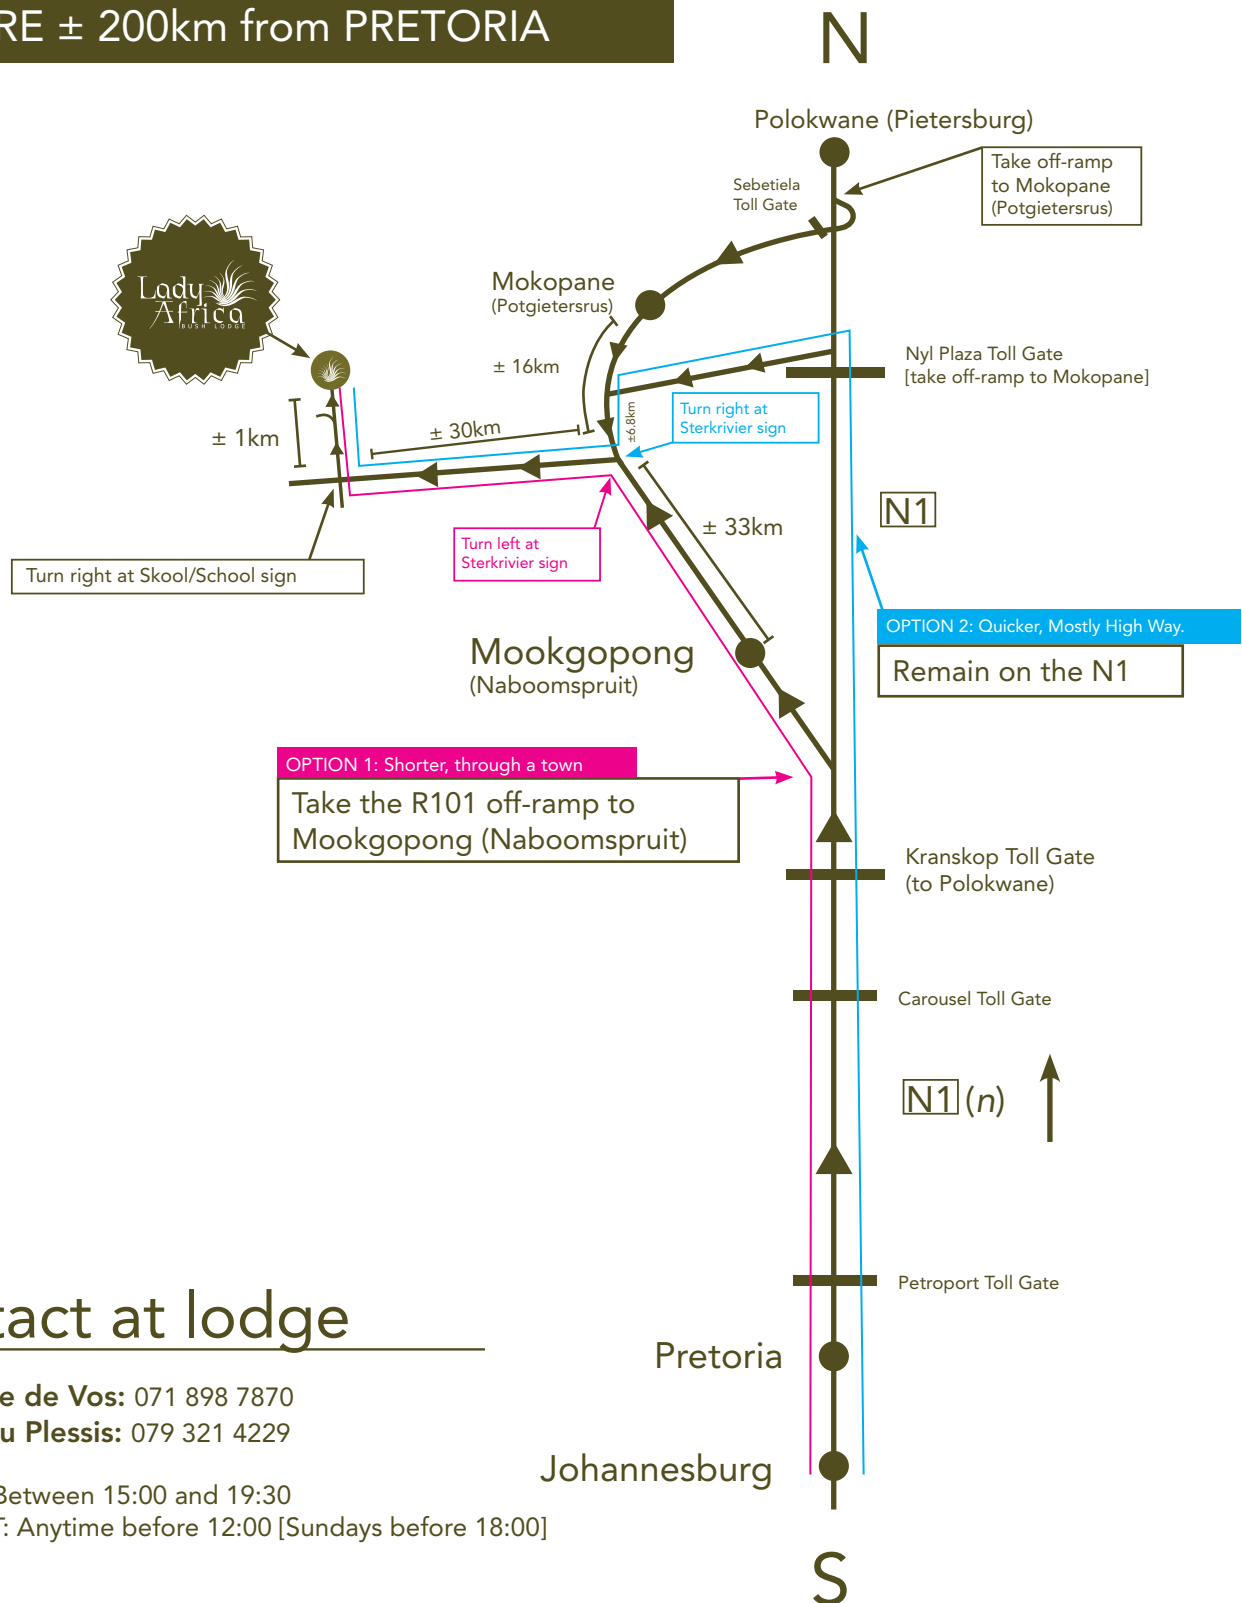 RE ± 200km from PRETORIA
N
Polokwane (Pietersburg)
Take off-ramp
to Mokopane
(Potgietersrus)
Sebetiela
Toll Gate
Lady
Africa
BUSH LODGE
Mokopane
(Potgietersrus)
± 16km
Nyl Plaza Toll Gate
[take off-ramp to Mokopane]
±6.8km
Turn right at
Sterkrivier sign
± 1km
± 30km
N1
± 33km
Turn left at
Sterkrivier sign
Turn right at Skool/School sign
OPTION 2: Quicker, Mostly High Way.
Remain on the N1
Mookgopong
(Naboomspruit)
OPTION 1: Shorter, through a town
Take the R101 off-ramp to
Mookgopong (Naboomspruit)
Kranskop Toll Gate
(to Polokwane)
Carousel Toll Gate
N1 (n)
Petroport Toll Gate
tact at lodge
Pretoria
e de Vos: 071 898 7870
u Plessis: 079 321 4229
Johannesburg
Between 15:00 and 19:30
T: Anytime before 12:00 [Sundays before 18:00]
S